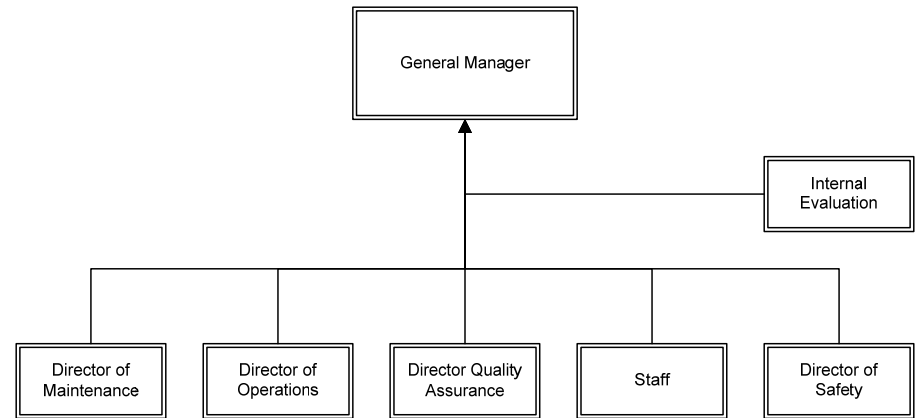 General Manager
Internal
Evaluation
Director of
Maintenance
Director of
Operations
Director Quality
Assurance
Staff
Director of
Safety